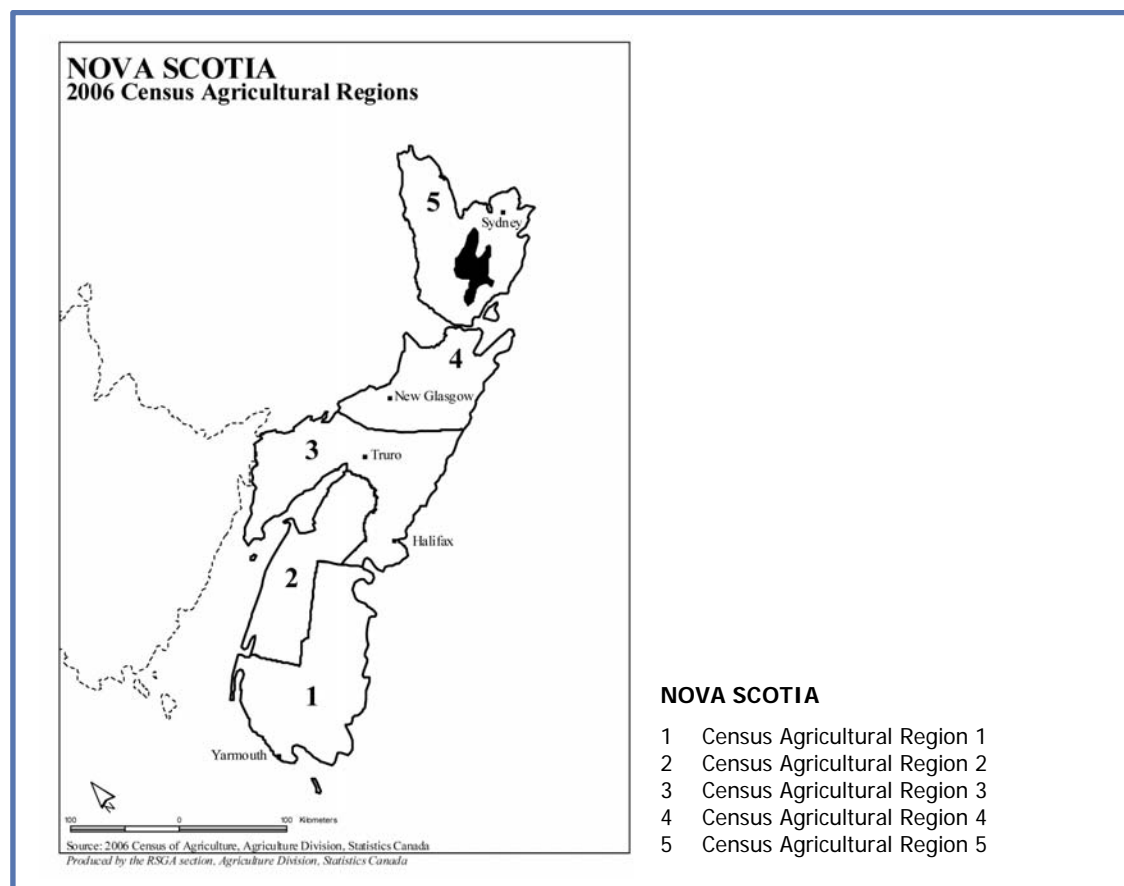 NOVA SCOTIA
2006 Census Agricultural Regions
5
Sydney
4
New Glasgow
3
Truro
Halifax
2
1
Yarmouth
N
100 0 100 Kilometers
Source: 2006 Census of Agriculture, Agriculture Division, Statistics Canada
Produced by the RSGA section, Agriculture Division, Statistics Canada
NOVA SCOTIA
1 Census Agricultural Region 1
2 Census Agricultural Region 2
3 Census Agricultural Region 3
4 Census Agricultural Region 4
5 Census Agricultural Region 5